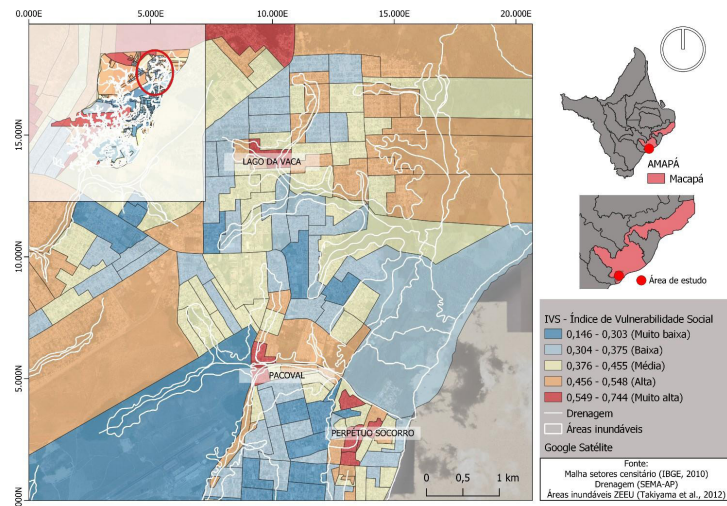 0.000E 5.000E 10.000E 15.000E 20.000E
15.000N
10.000N
5.000N
000N
LAGO DA VACA
PACOVAL
PERPÉTUO SOCORRO
0 0,5 1 km
AMAPÁ
Macapá
Área de estudo
IVS - Índice de Vulnerabilidade Social
0,146 - 0,303 (Muito baixa)
0,304 - 0,375 (Baixa)
0,376 - 0,455 (Média)
0,456 - 0,548 (Alta)
0,549 - 0,744 (Muito alta)
Drenagem
Áreas inundáveis
Google Satélite
Fonte:
Malha setores censitário (IBGE, 2010)
Drenagem (SEMA-AP)
Áreas inundáveis ZEEU (Takiyama et al., 2012)